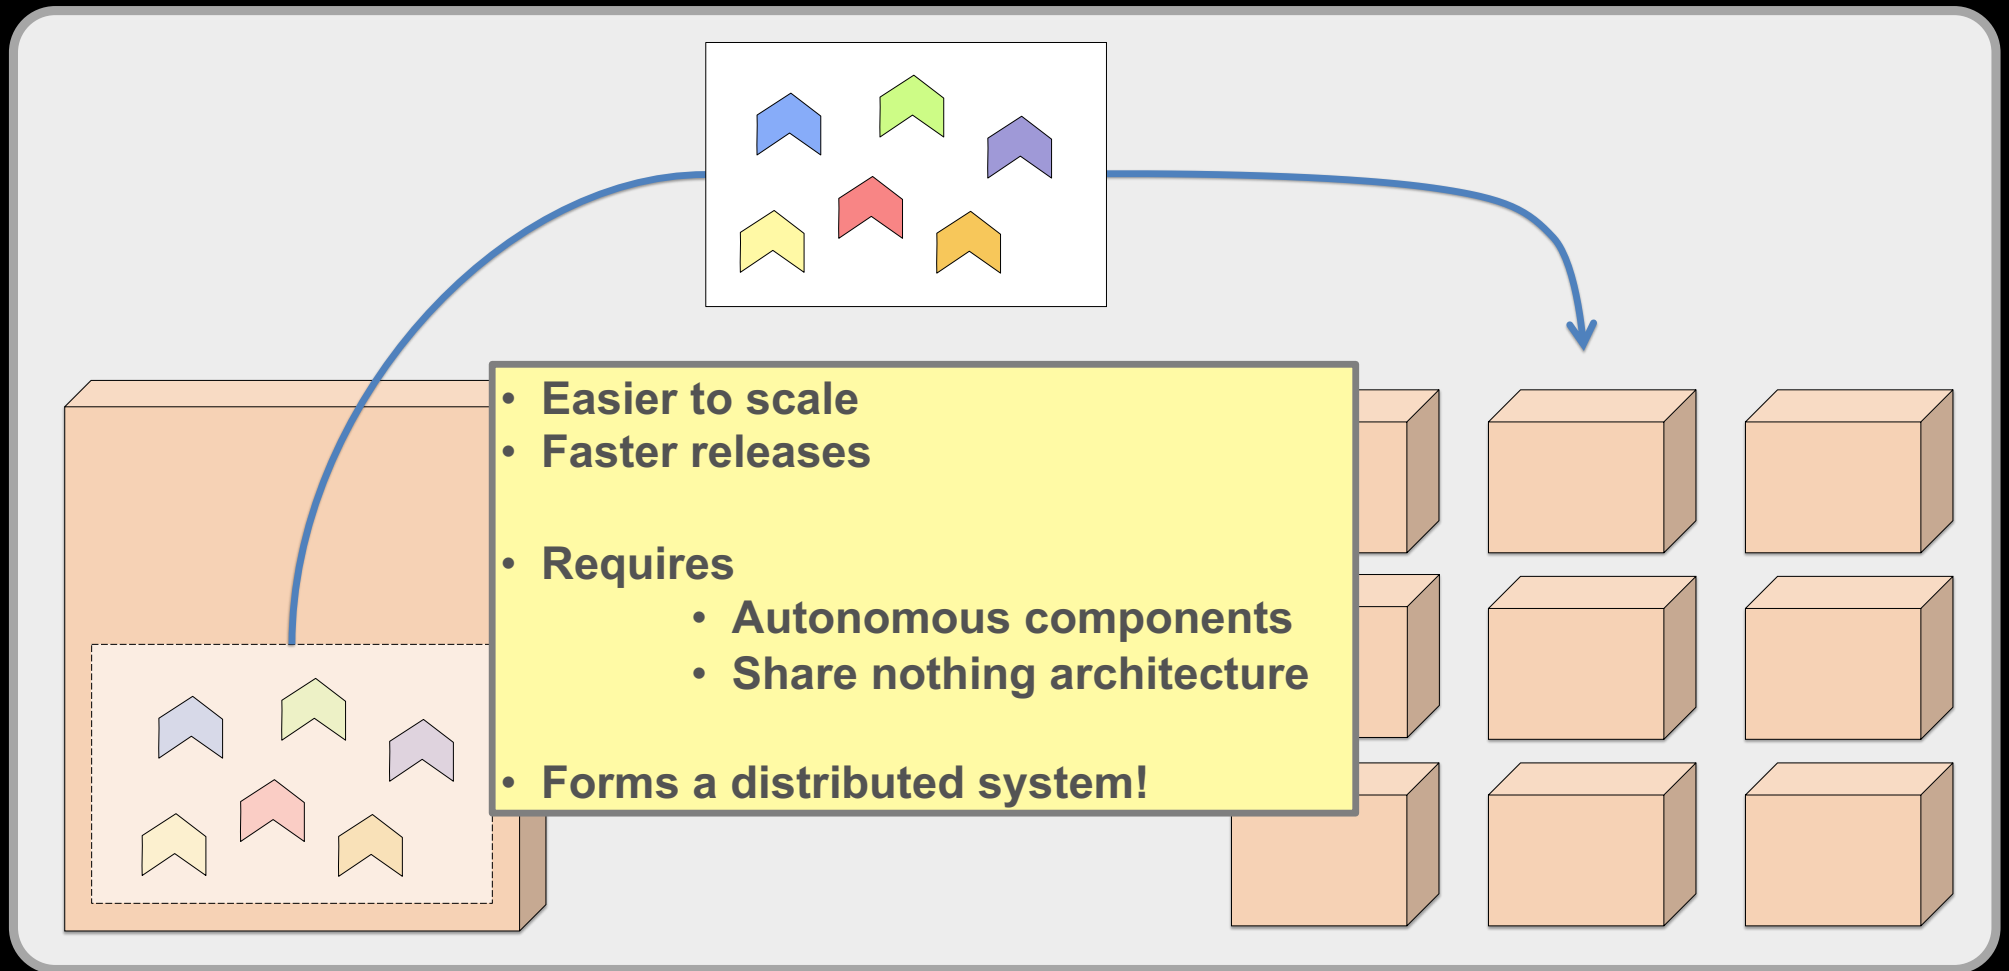 • Easier to scale
• Faster releases
• Requires
• Autonomous components
• Share nothing architecture
• Forms a distributed system!